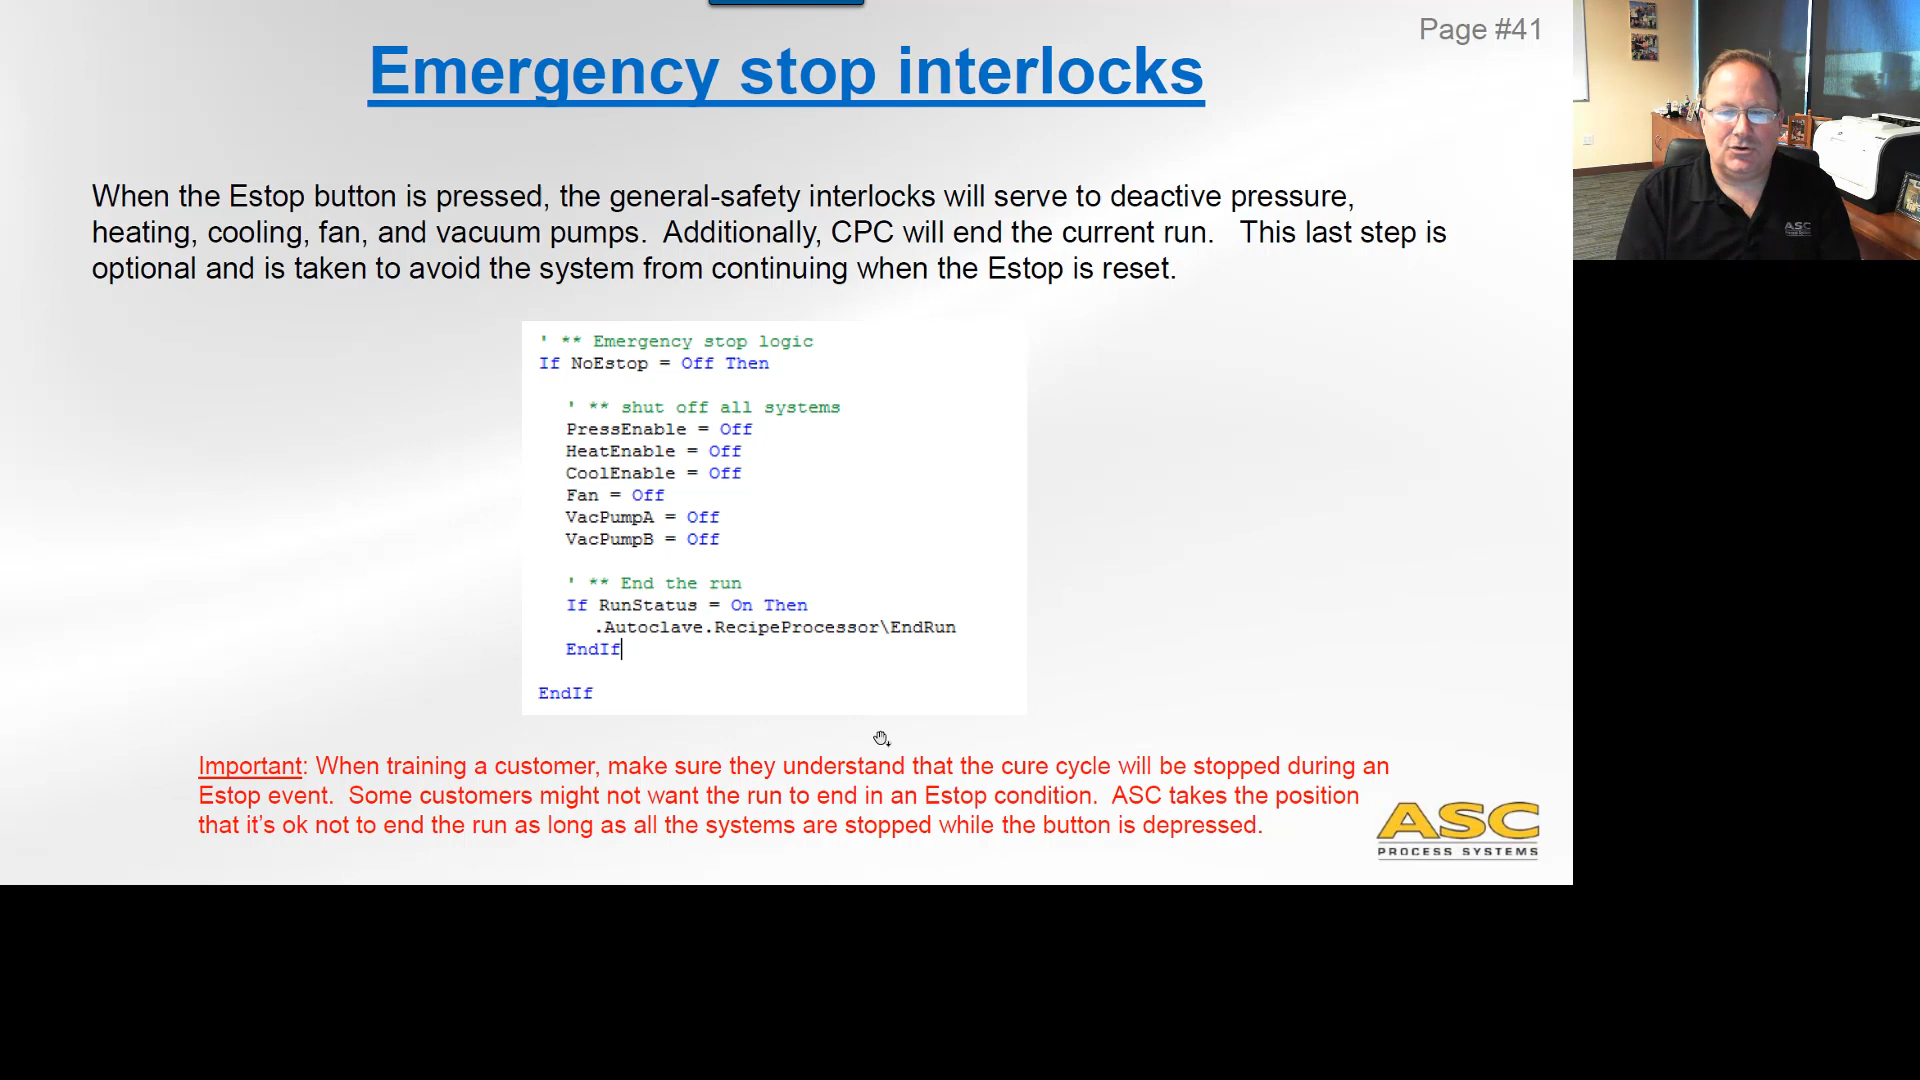 Page #41
Emergency stop interlocks
When the Estop button is pressed, the general-safety interlocks will serve to deactive pressure,
heating, cooling, fan, and vacuum pumps.  Additionally, CPC will end the current run.   This last step is
optional and is taken to avoid the system from continuing when the Estop is reset.
' ** Emergency stop logic
If NoEstop = Off Then
' ** shut off all systems
PressEnable = Off
HeatEnable = Off
CoolEnable = Off
Fan = Off
VacPumpA = Off
VacPumpB = Off
' ** End the run
If RunStatus = On Then
.Autoclave.RecipeProcessor\EndRun
EndIf
EndIf
Important: When training a customer, make sure they understand that the cure cycle will be stopped during an
Estop event.  Some customers might not want the run to end in an Estop condition.  ASC takes the position
that it's ok not to end the run as long as all the systems are stopped while the button is depressed.
ASC
PROCESS SYSTEMS
ASC